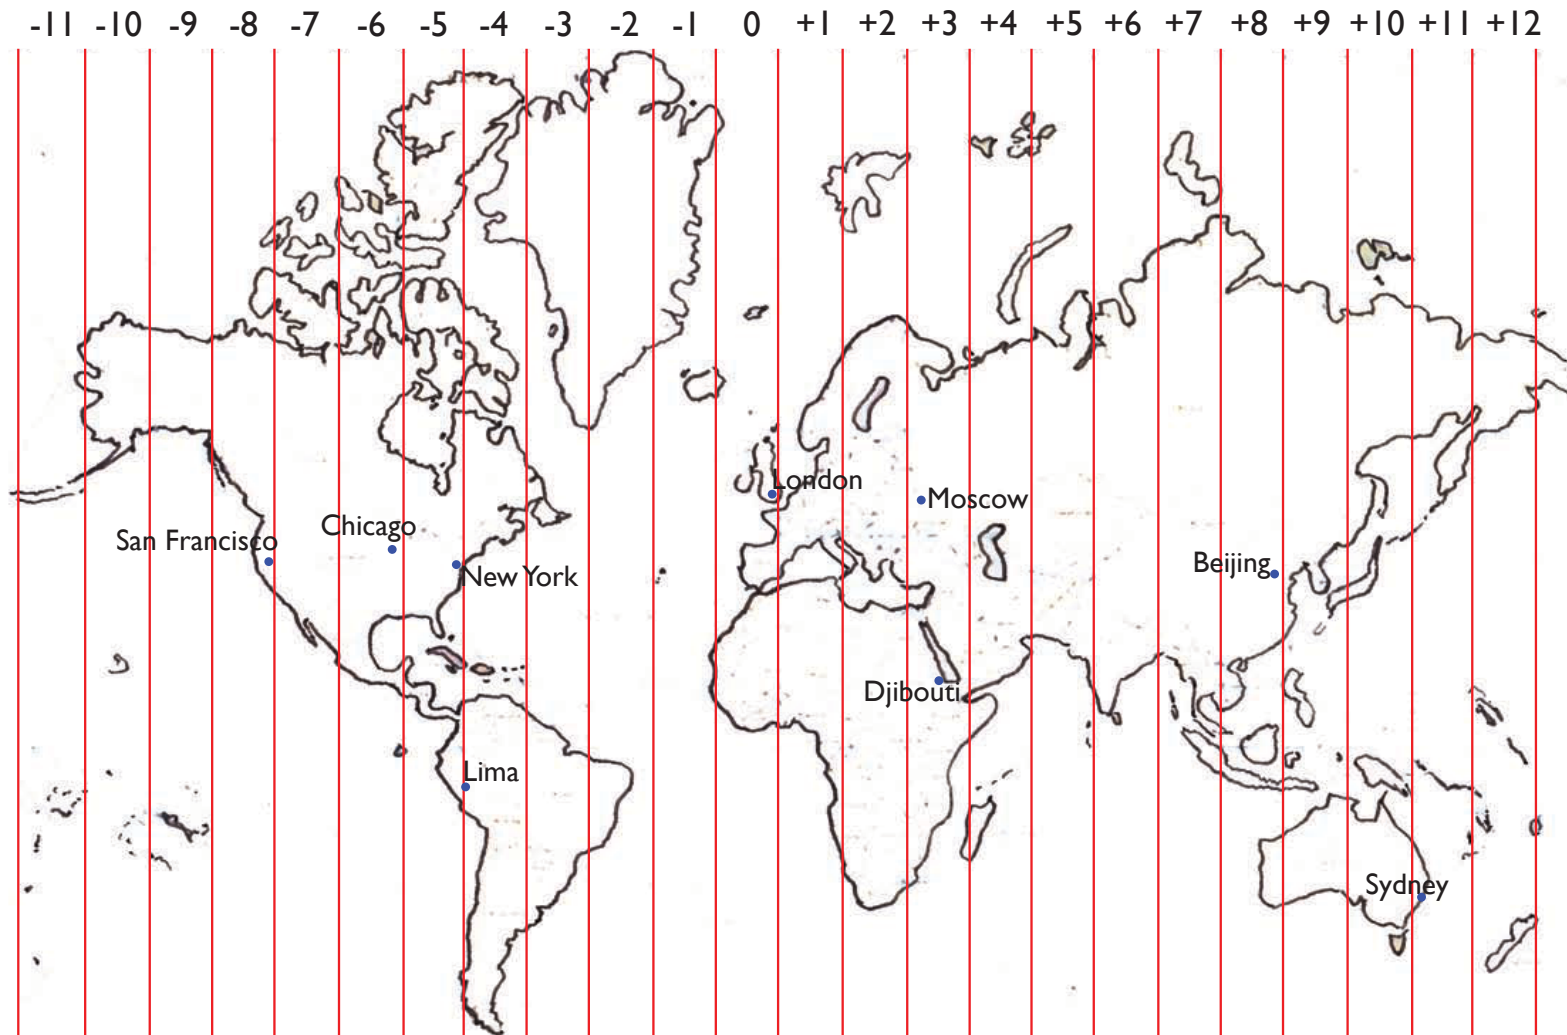 -11 -10 -9 -8 -7 -6 -5 -4 -3 -2 -1 0 +1 +2 +3 +4 +5 +6 +7 +8 +9 +10 +11 +12
London
Moscow
Chicago
San Francisco
New York
Beijing
Djibouti
Lima
Sydney